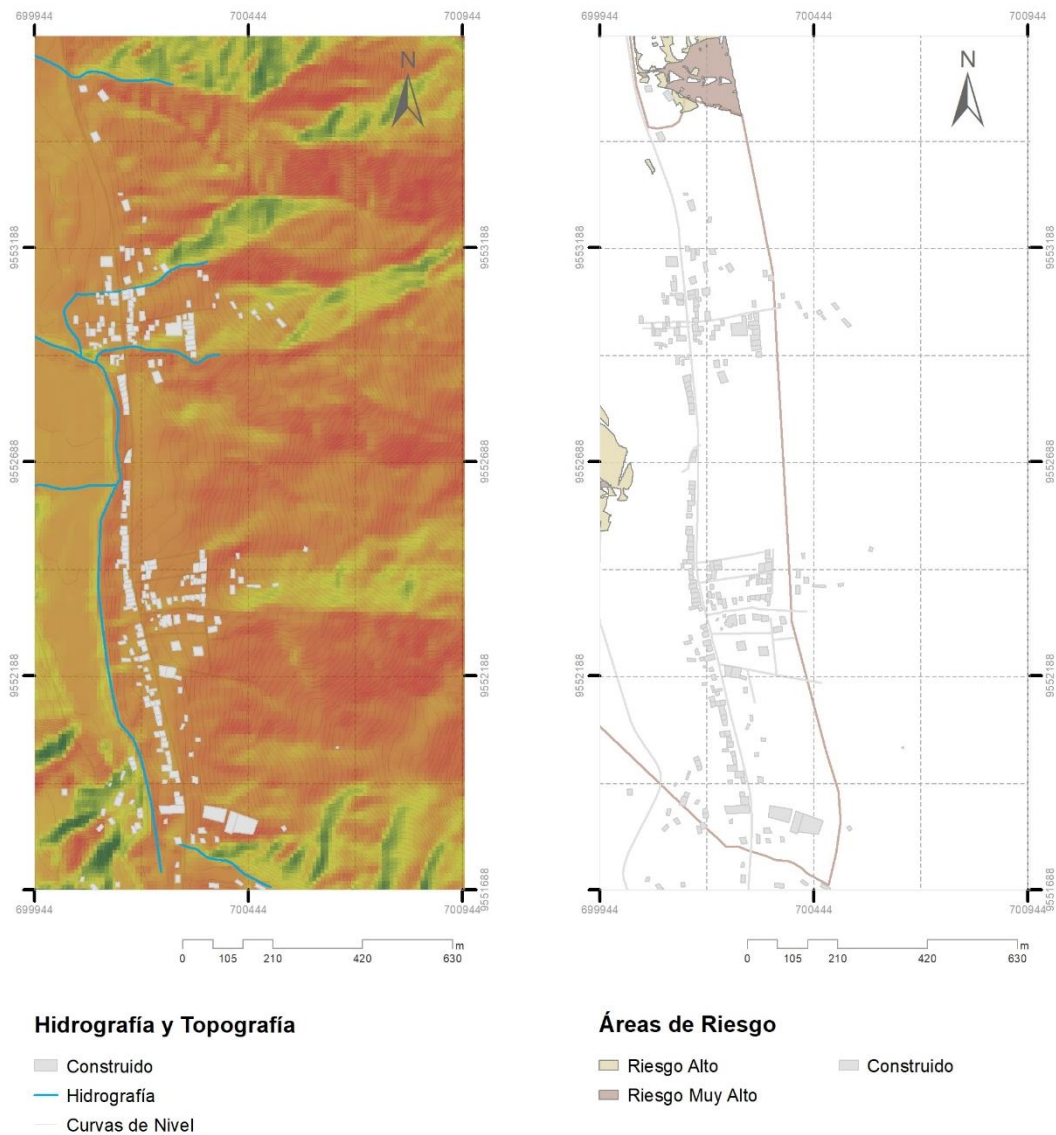 699944 700444 700944 699944 700444 700944
N N
9553188 9553188 9553188 9553188
9552688 9552688 9552688 9552688
9552188 9552188 9552188 9552188
9551688 9551688
699944 700444 700944 699944 700444 700944
m m
0 105 210 420 630 0 105 210 420 630
Hidrografía y Topografía
Construido
Hidrografía
Curvas de Nivel
Áreas de Riesgo
Riesgo Alto
Riesgo Muy Alto
Construido